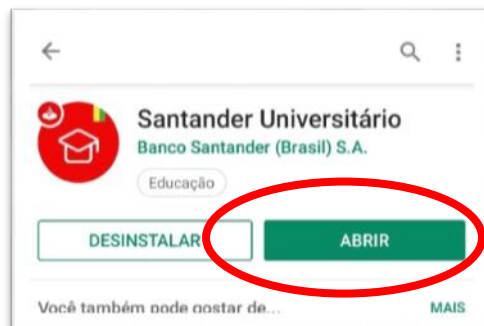 Santander Universitário
Banco Santander (Brasil) S.A.
Educação
DESINSTALAR
ABRIR
Você também pode gostar de...
MAIS